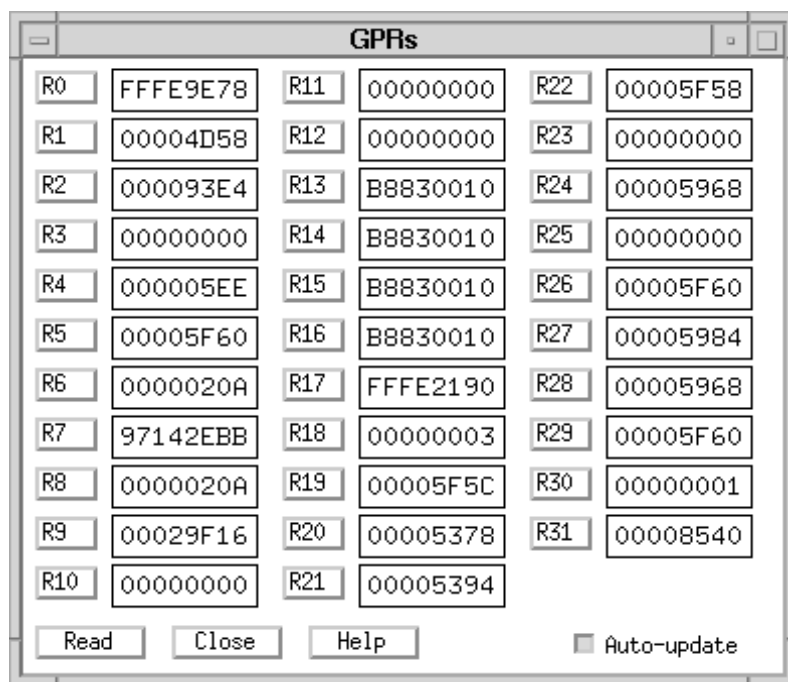 GPRs
R0 FFFE9E78 R11 00000000 R22 00005F58
R1 00004D58 R12 00000000 R23 00000000
R2 000093E4 R13 B8830010 R24 00005968
R3 00000000 R14 B8830010 R25 00000000
R4 000005EE R15 B8830010 R26 00005F60
R5 00005F60 R16 B8830010 R27 00005984
R6 0000020A R17 FFFE2190 R28 00005968
R7 97142EBB R18 00000003 R29 00005F60
R8 0000020A R19 00005F5C R30 00000001
R9 00029F16 R20 00005378 R31 00008540
R10 00000000 R21 00005394
Read Close Help Auto-update